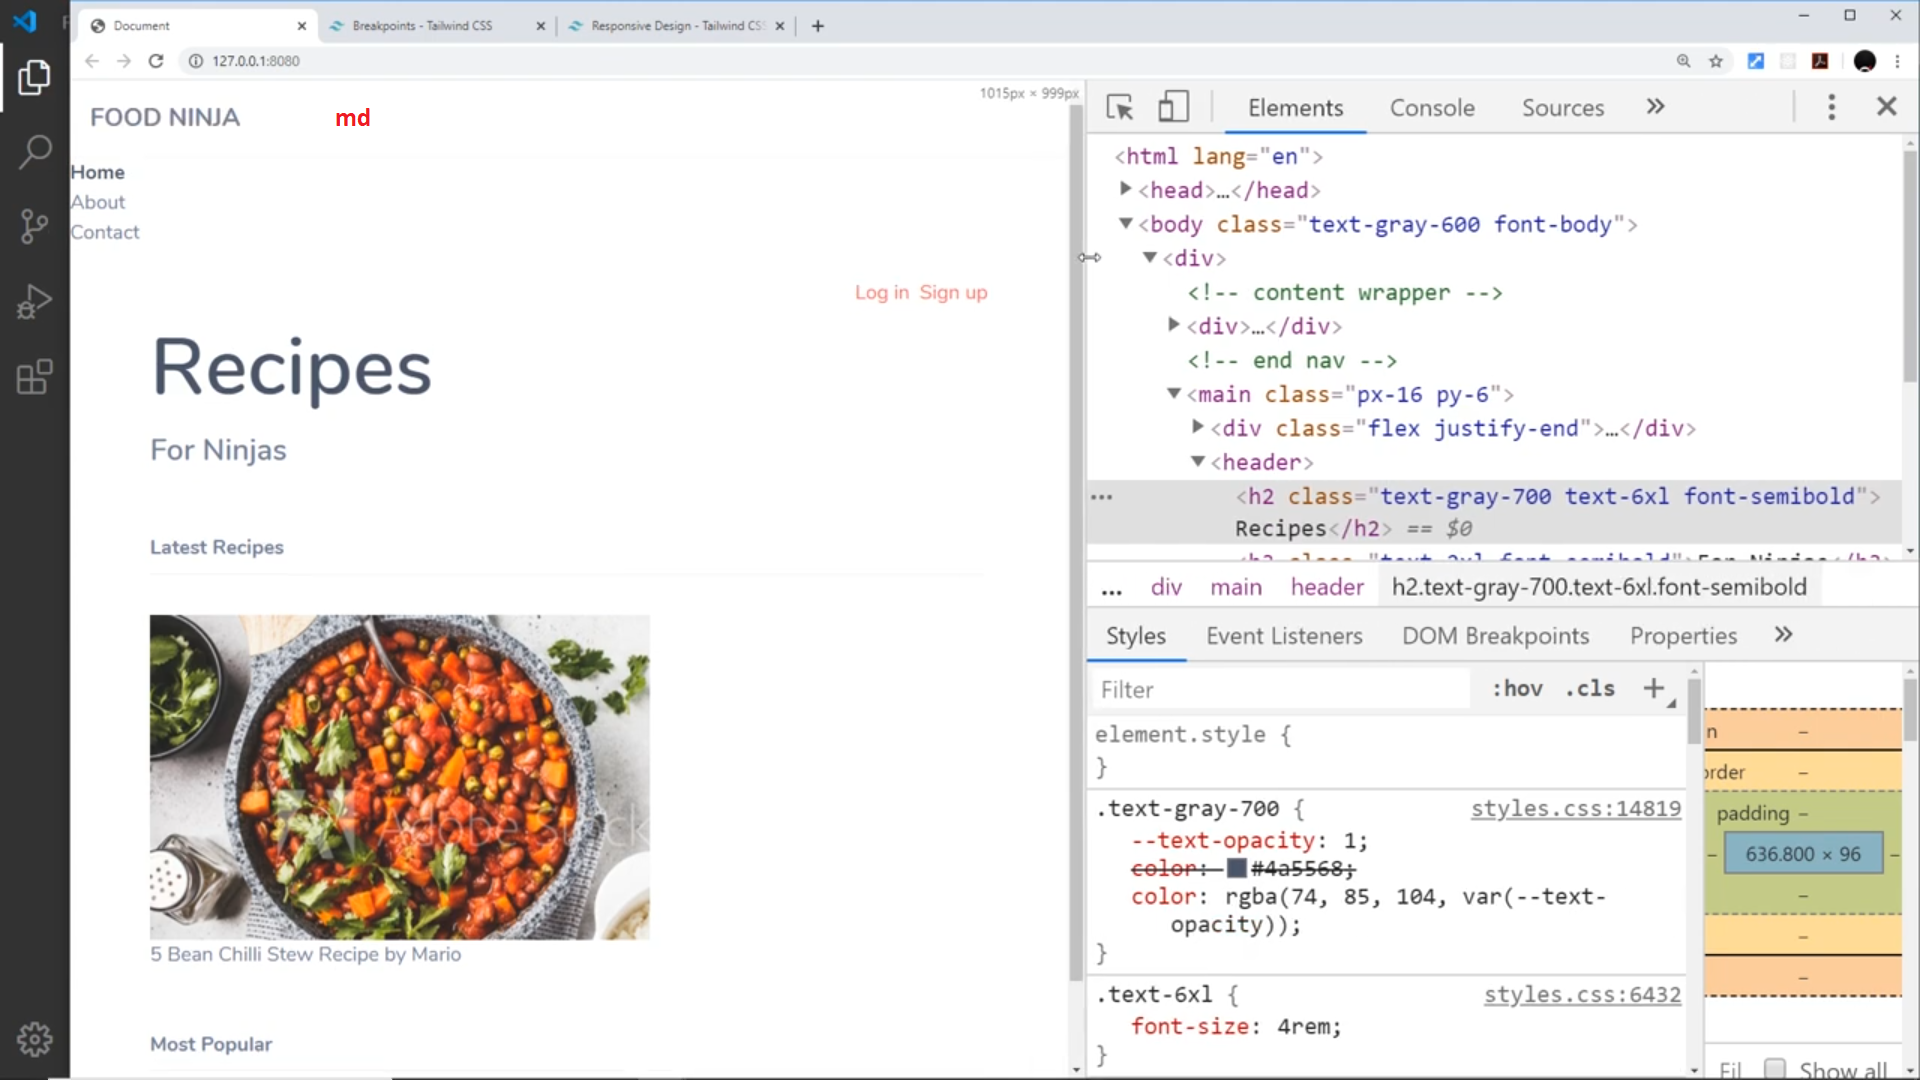 Document
Breakpoints - Tailwind CSS
Responsive Design - Tailwind CS
127.0.0.1:8080
1015px × 999px
FOOD NINJA
md
Home
About
Contact
Log in Sign up
Recipes
For Ninjas
Latest Recipes
Adobe Stock
5 Bean Chilli Stew Recipe by Mario
Most Popular
Elements Console Sources »
<html lang="en">
<head>…</head>
<body class="text-gray-600 font-body">
<div>
<!-- content wrapper -->
<div>…</div>
<!-- end nav -->
<main class="px-16 py-6">
<div class="flex justify-end">…</div>
<header>
<h2 class="text-gray-700 text-6xl font-semibold">
Recipes</h2> == $0
... div main header h2.text-gray-700.text-6xl.font-semibold
Styles Event Listeners DOM Breakpoints Properties »
Filter :hov .cls +
element.style {
}
.text-gray-700 { styles.css:14819
--text-opacity: 1;
color: #4a5568;
color: rgba(74, 85, 104, var(--text-
opacity));
}
.text-6xl { styles.css:6432
font-size: 4rem;
}
n –
order –
padding –
– 636.800 × 96 –
–
–
–
Fil Show all